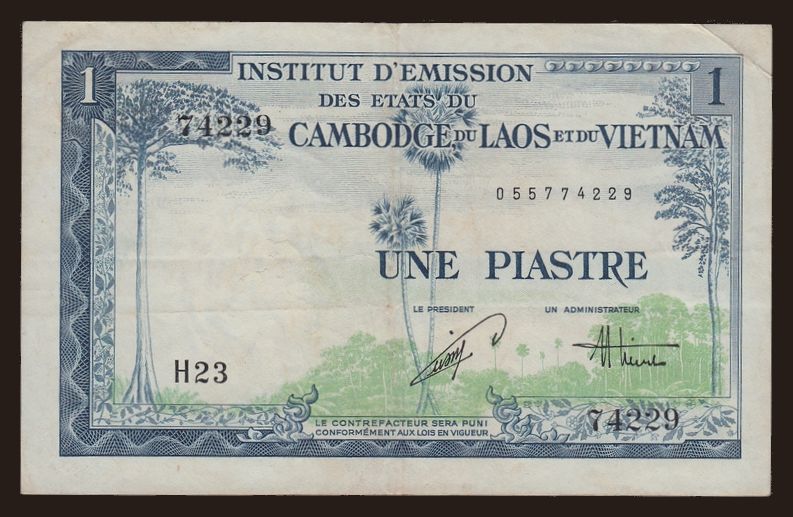 1
INSTITUT D'EMISSION
1
DES ETATS DU
74229
CAMBODGE, DU LAOS ET DU VIETNAM
055774229
UNE PIASTRE
LE PRESIDENT
UN ADMINISTRATEUR
H23
74229
LE CONTREFACTEUR SERA PUNI
CONFORMÉMENT AUX LOIS EN VIGUEUR